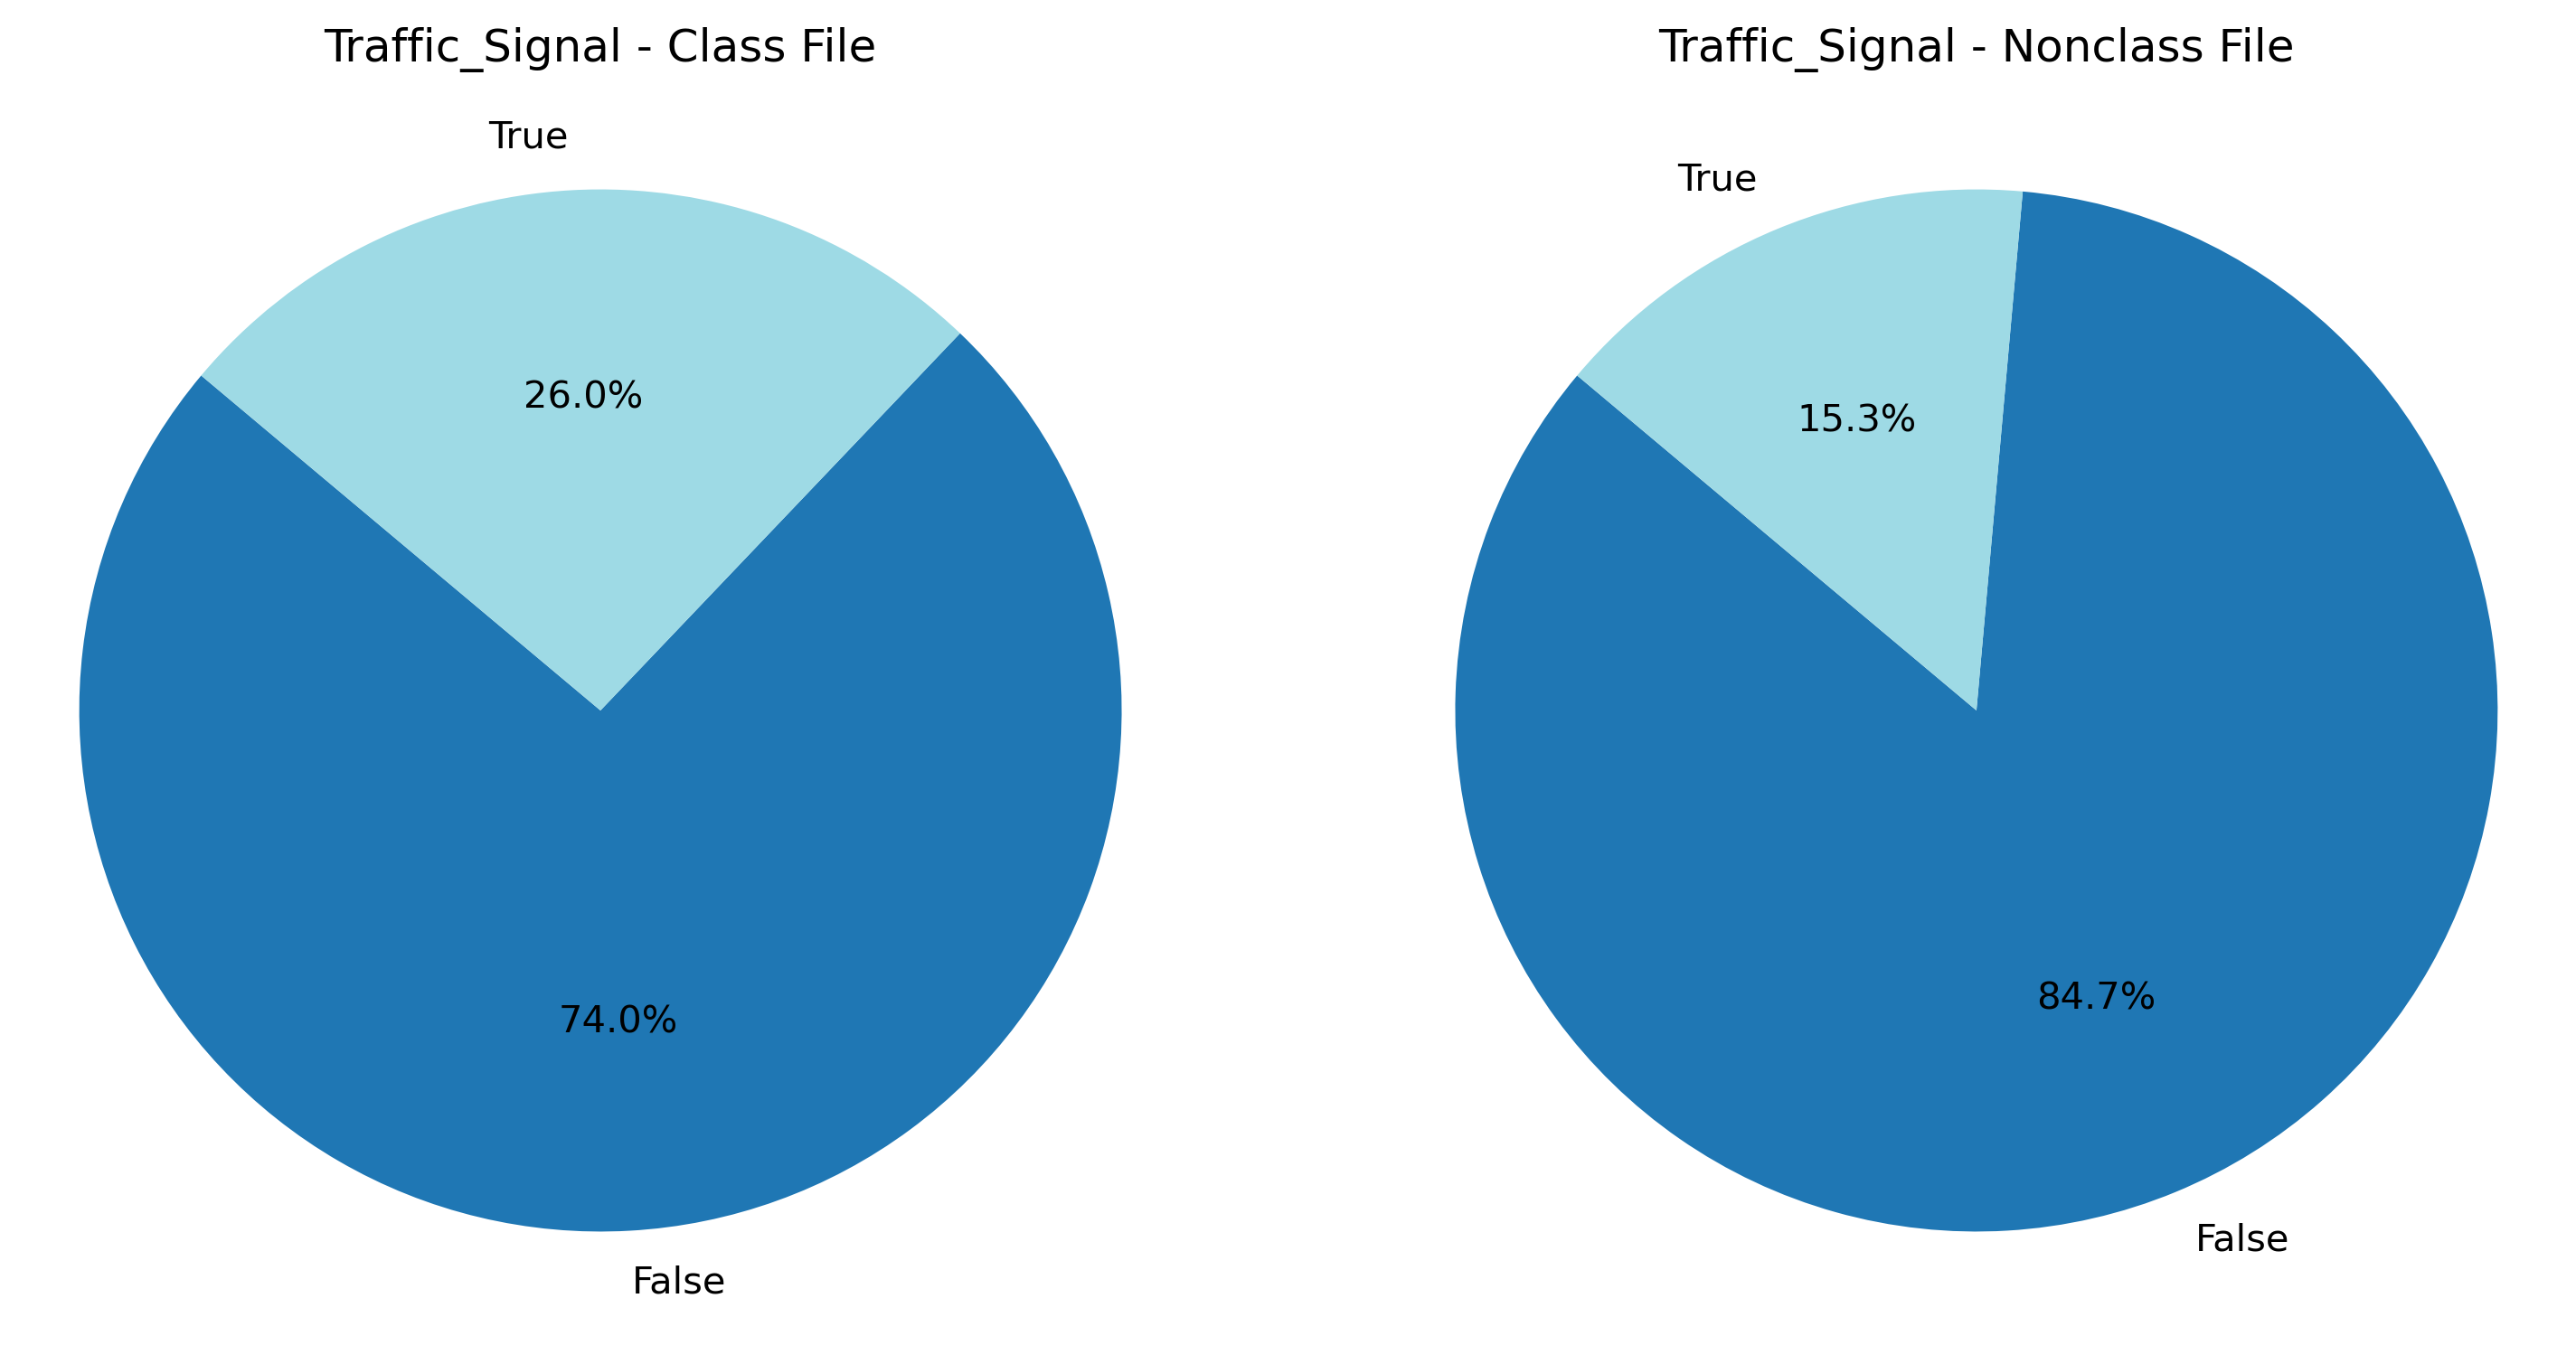 Traffic_Signal - Class File
True
26.0%
74.0%
False
Traffic_Signal - Nonclass File
True
15.3%
84.7%
False